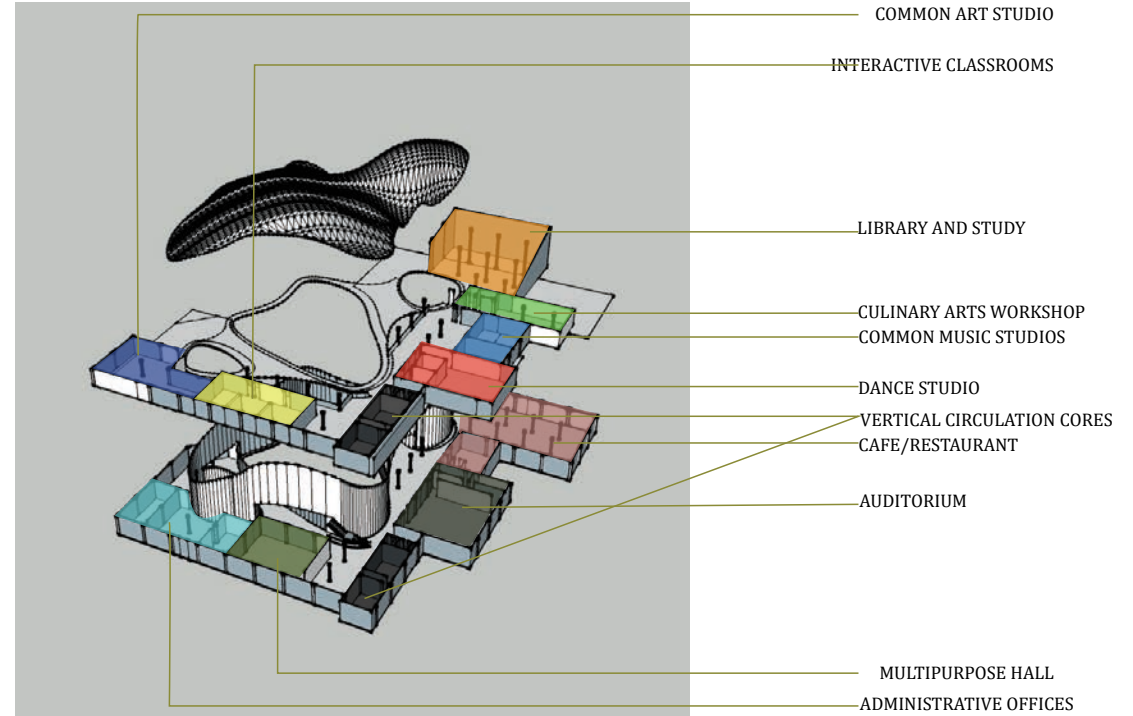 COMMON ART STUDIO
INTERACTIVE CLASSROOMS
LIBRARY AND STUDY
CULINARY ARTS WORKSHOP
COMMON MUSIC STUDIOS
DANCE STUDIO
VERTICAL CIRCULATION CORES
CAFE/RESTAURANT
AUDITORIUM
MULTIPURPOSE HALL
ADMINISTRATIVE OFFICES